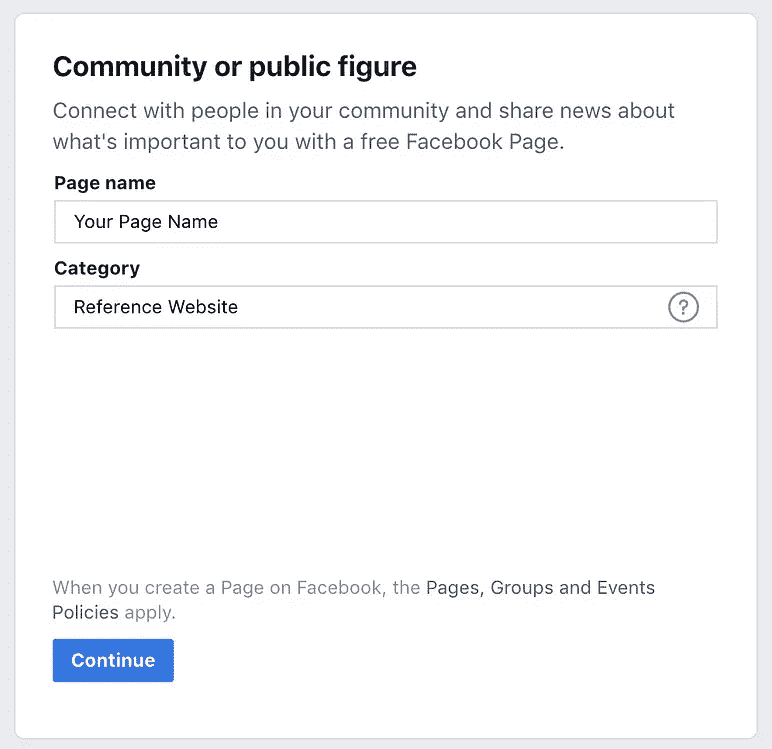 Community or public figure
Connect with people in your community and share news about
what's important to you with a free Facebook Page.
Page name
Your Page Name
Category
Reference Website
?
When you create a Page on Facebook, the Pages, Groups and Events
Policies apply.
Continue